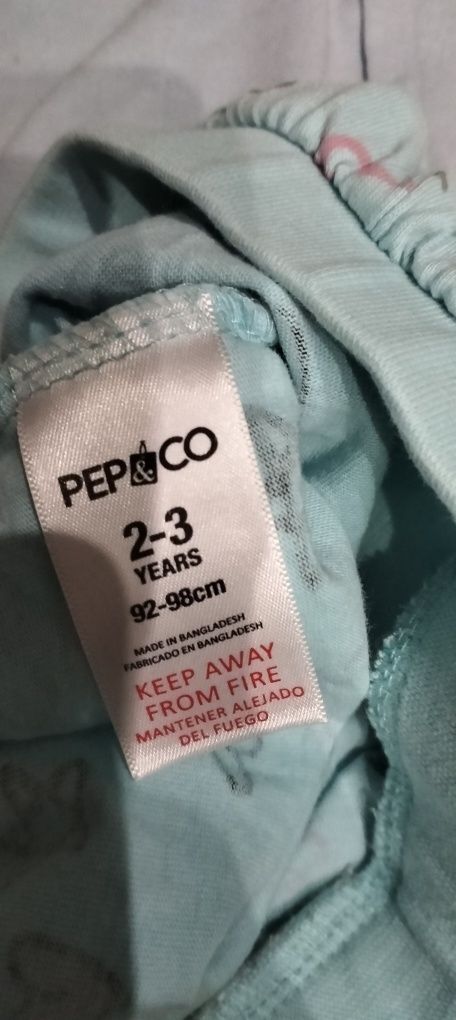 PEP&CO
2-3
YEARS
92-98cm
MADE IN BANGLADESH
FABRICADO EN BANGLADESH
KEEP AWAY
FROM FIRE
MANTENER ALEJADO
DEL FUEGO